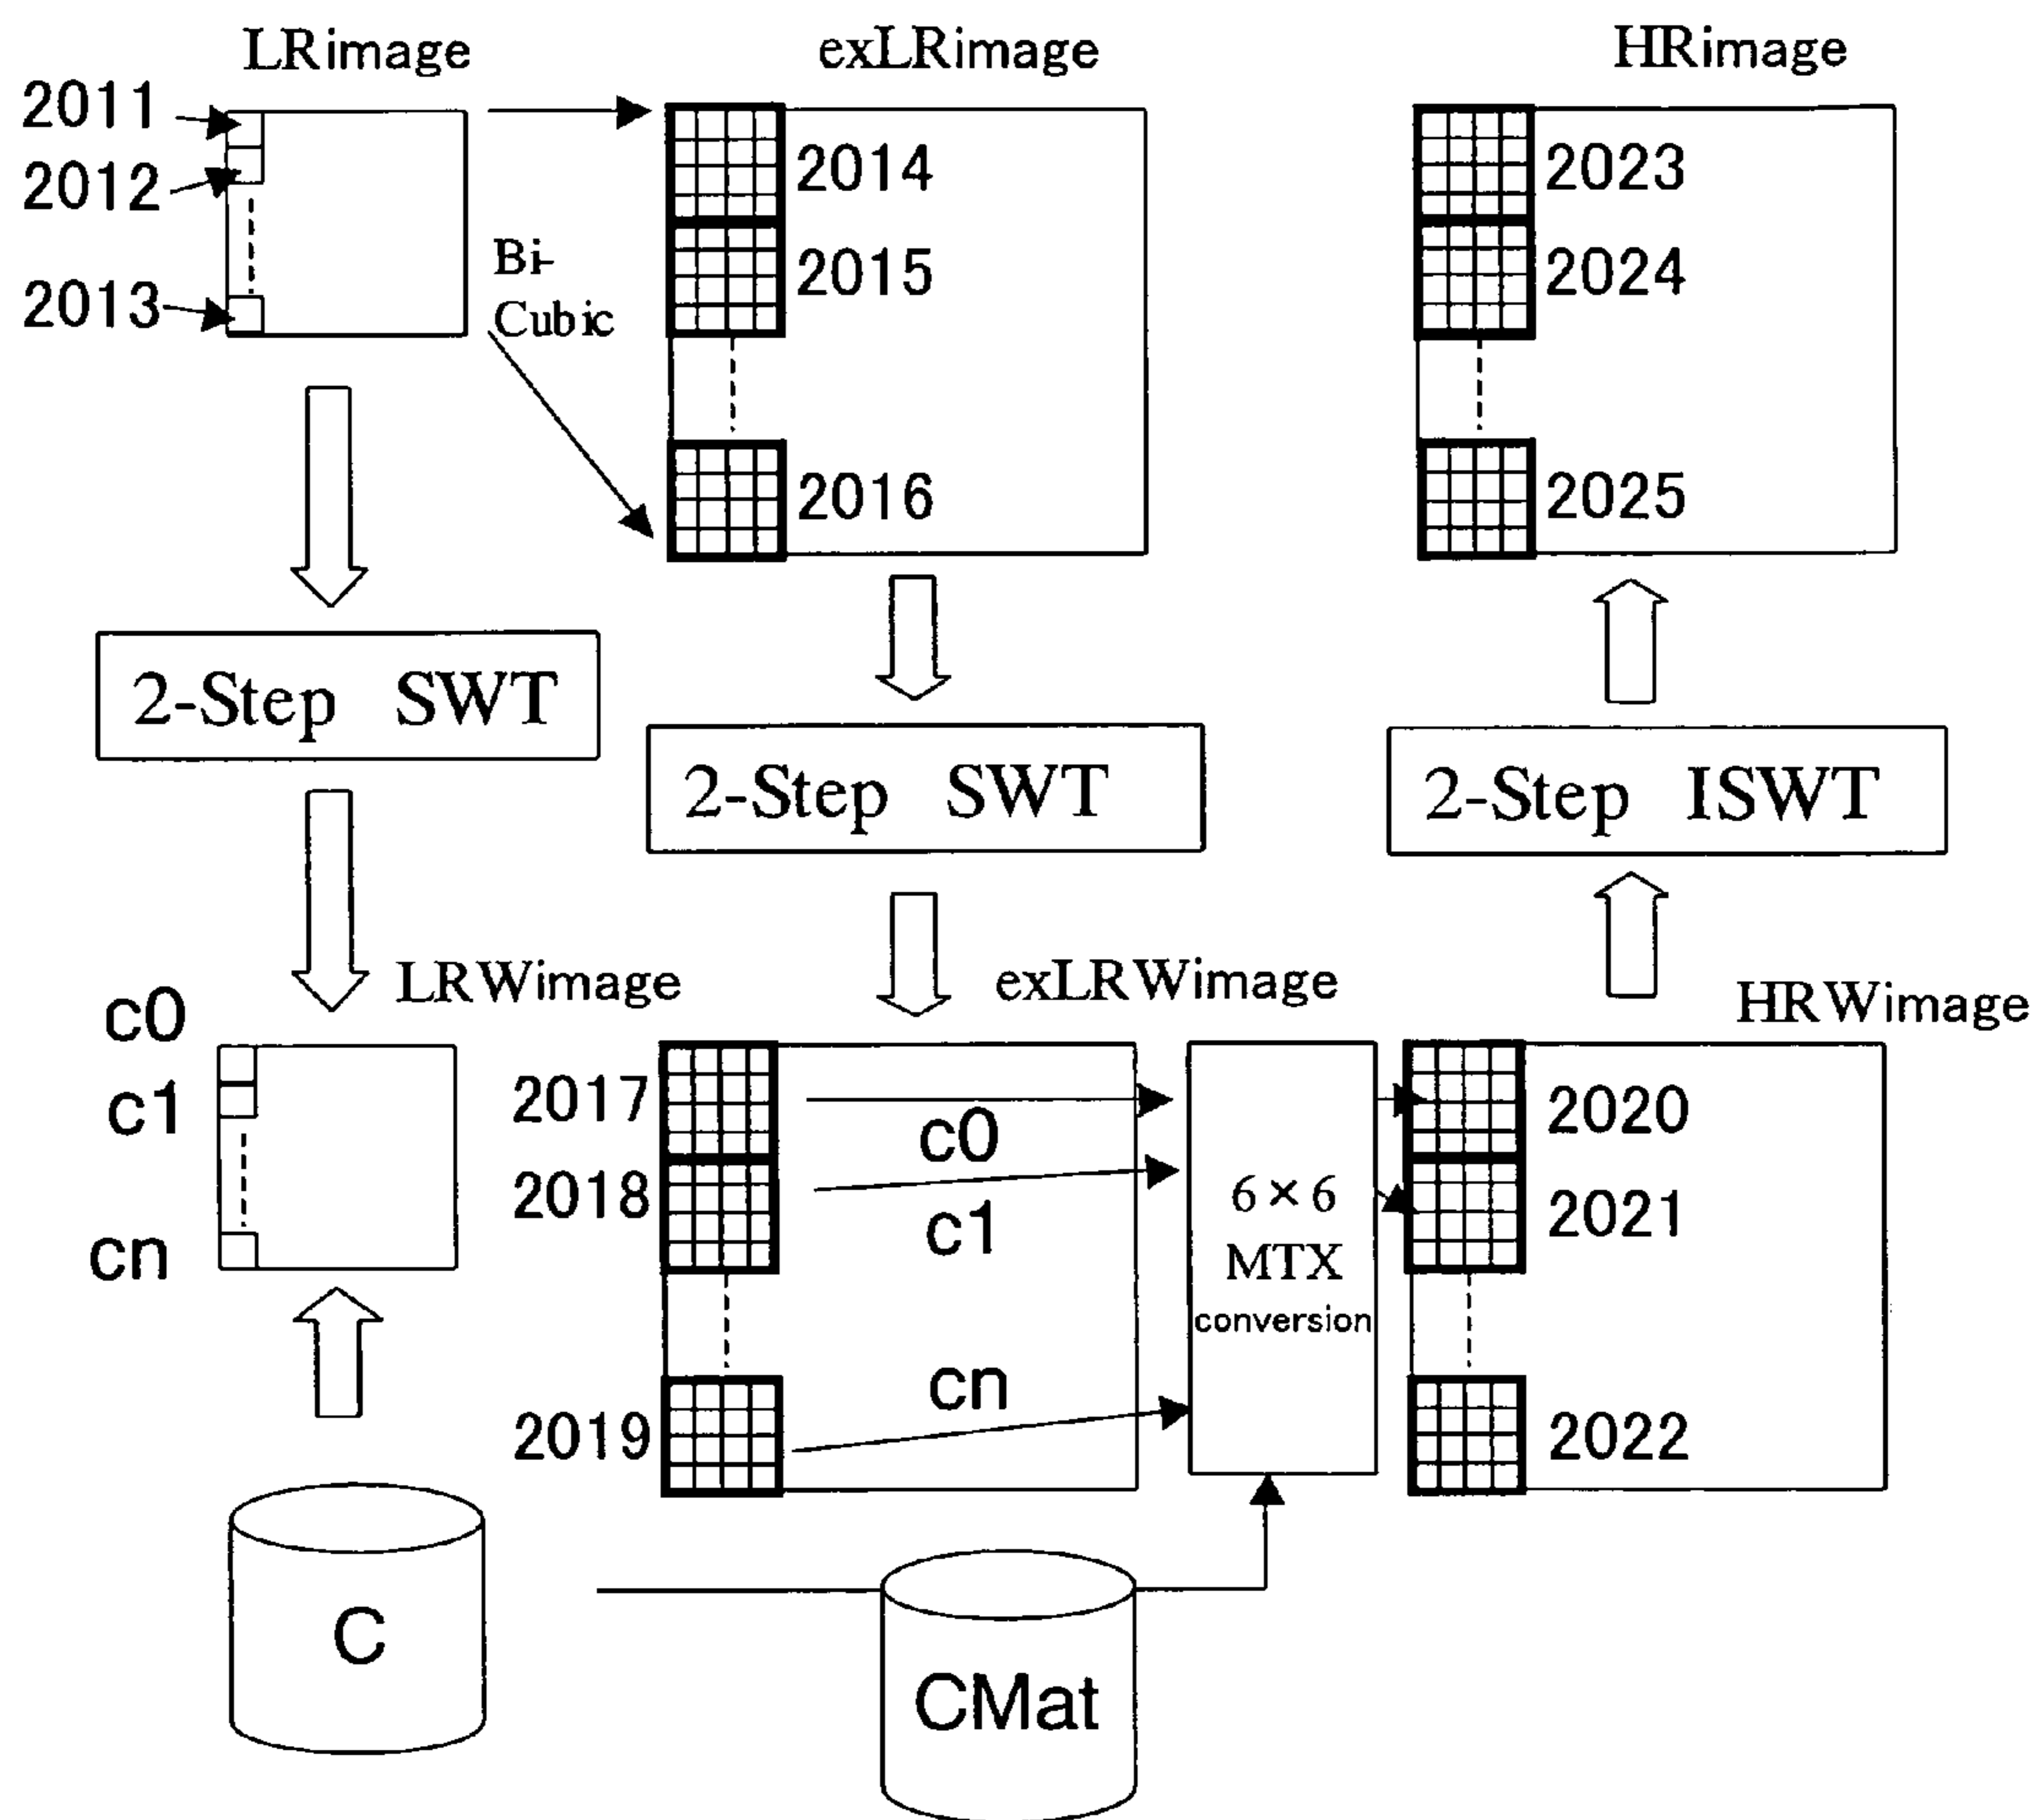 LRimage
exLRimage
HRimage
2011
2012
2013
2014
2015
2016
2023
2024
2025
Bi-
Cubic
2-Step SWT
2-Step SWT
2-Step ISWT
LRWimage
exLRWimage
HRWimage
c0
c1
cn
2017
2018
2019
c0
c1
cn
6×6
MTX
conversion
2020
2021
2022
C
CMat